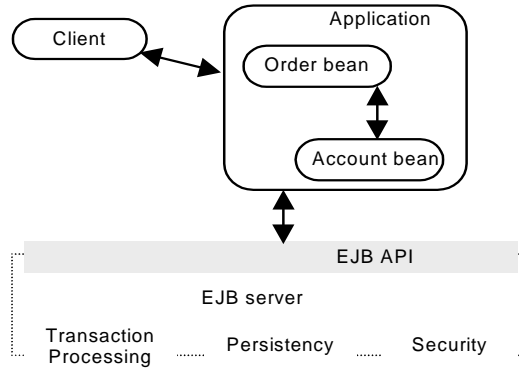 Application
Client
Order bean
Account bean
EJB API
EJB server
Transaction
Processing
Persistency
Security